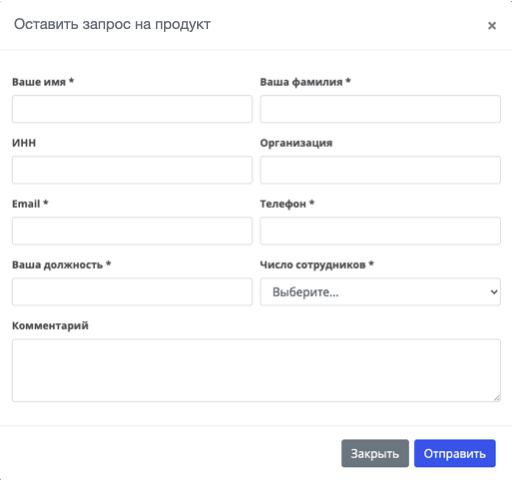 Оставить запрос на продукт ×
Ваше имя * Ваша фамилия *
ИНН Организация
Email * Телефон *
Ваша должность * Число сотрудников *
Выберите...
Комментарий
Закрыть Отправить